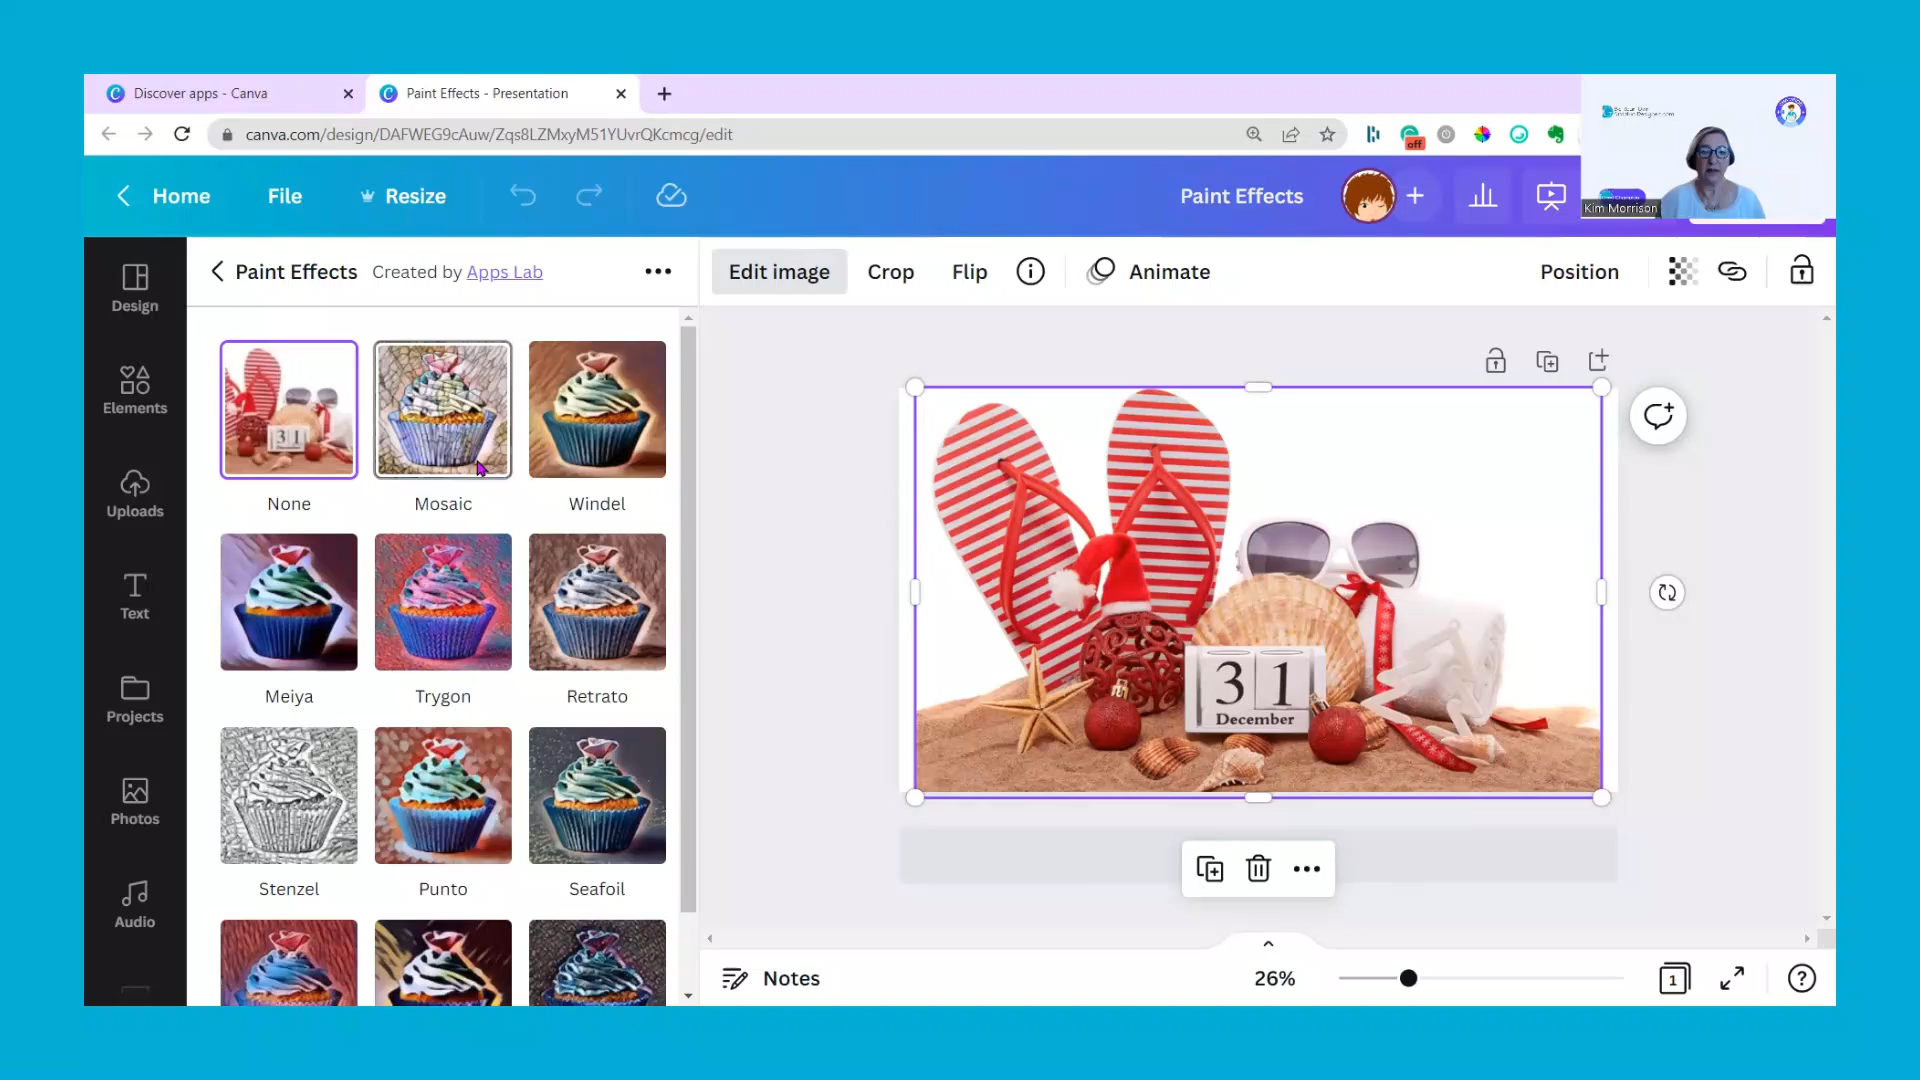 Discover apps - Canva
Paint Effects - Presentation
canva.com/design/DAFWEG9cAuw/Zqs8LZMxyM51YUvrQKcmcg/edit
off
Home File Resize Paint Effects
Kim Morrison
Paint Effects Created by Apps Lab
Edit image Crop Flip Animate Position
Design
Elements
Uploads
Text
Projects
Photos
Audio
None Mosaic Windel
Meiya Trygon Retrato
Stenzel Punto Seafoil
31
31
December
Notes 26% 1